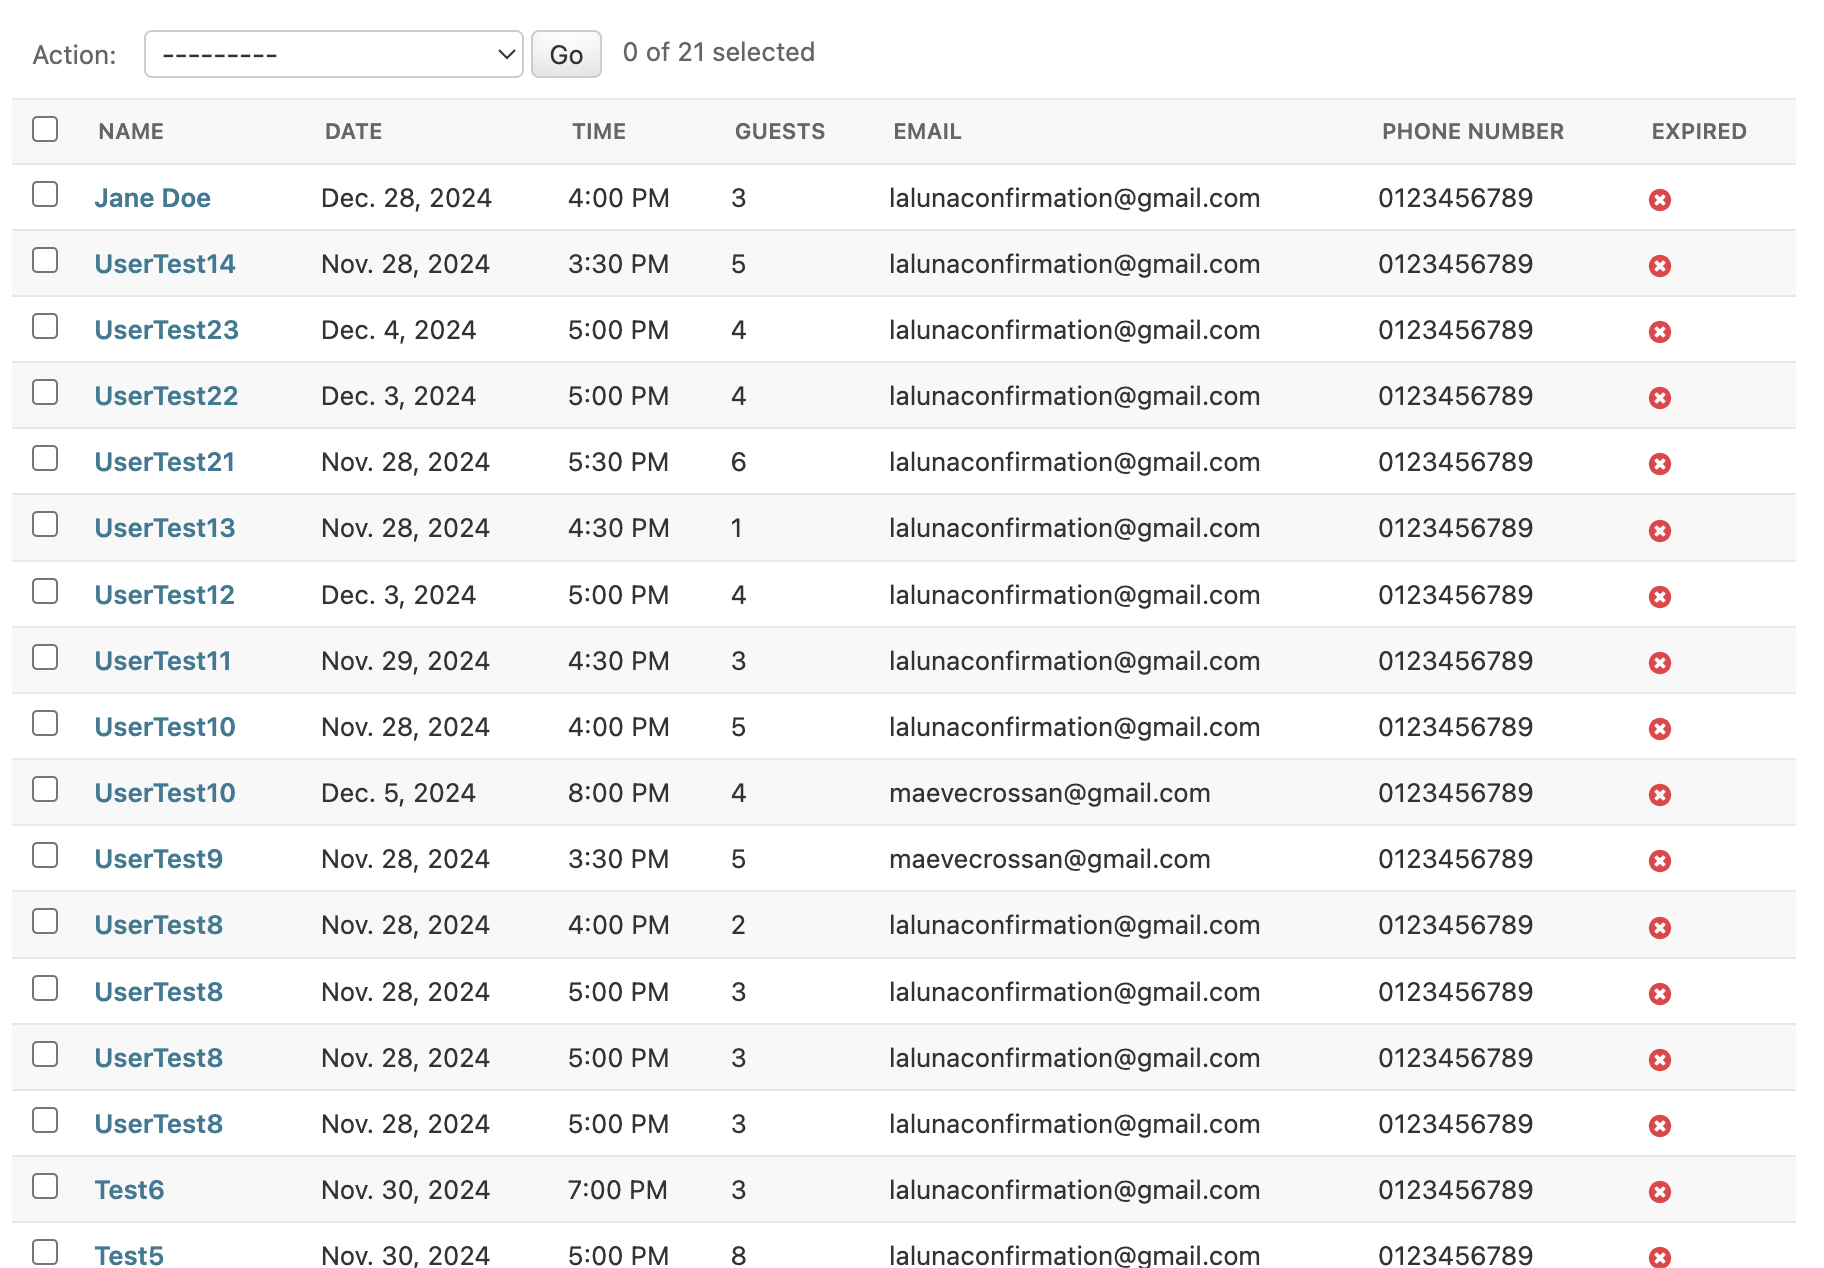 Action: --------- Go 0 of 21 selected
NAME DATE TIME GUESTS EMAIL PHONE NUMBER EXPIRED
Jane Doe Dec. 28, 2024 4:00 PM 3 lalunaconfirmation@gmail.com 0123456789
UserTest14 Nov. 28, 2024 3:30 PM 5 lalunaconfirmation@gmail.com 0123456789
UserTest23 Dec. 4, 2024 5:00 PM 4 lalunaconfirmation@gmail.com 0123456789
UserTest22 Dec. 3, 2024 5:00 PM 4 lalunaconfirmation@gmail.com 0123456789
UserTest21 Nov. 28, 2024 5:30 PM 6 lalunaconfirmation@gmail.com 0123456789
UserTest13 Nov. 28, 2024 4:30 PM 1 lalunaconfirmation@gmail.com 0123456789
UserTest12 Dec. 3, 2024 5:00 PM 4 lalunaconfirmation@gmail.com 0123456789
UserTest11 Nov. 29, 2024 4:30 PM 3 lalunaconfirmation@gmail.com 0123456789
UserTest10 Nov. 28, 2024 4:00 PM 5 lalunaconfirmation@gmail.com 0123456789
UserTest10 Dec. 5, 2024 8:00 PM 4 maevecrossan@gmail.com 0123456789
UserTest9 Nov. 28, 2024 3:30 PM 5 maevecrossan@gmail.com 0123456789
UserTest8 Nov. 28, 2024 4:00 PM 2 lalunaconfirmation@gmail.com 0123456789
UserTest8 Nov. 28, 2024 5:00 PM 3 lalunaconfirmation@gmail.com 0123456789
UserTest8 Nov. 28, 2024 5:00 PM 3 lalunaconfirmation@gmail.com 0123456789
UserTest8 Nov. 28, 2024 5:00 PM 3 lalunaconfirmation@gmail.com 0123456789
Test6 Nov. 30, 2024 7:00 PM 3 lalunaconfirmation@gmail.com 0123456789
Test5 Nov. 30, 2024 5:00 PM 8 lalunaconfirmation@gmail.com 0123456789